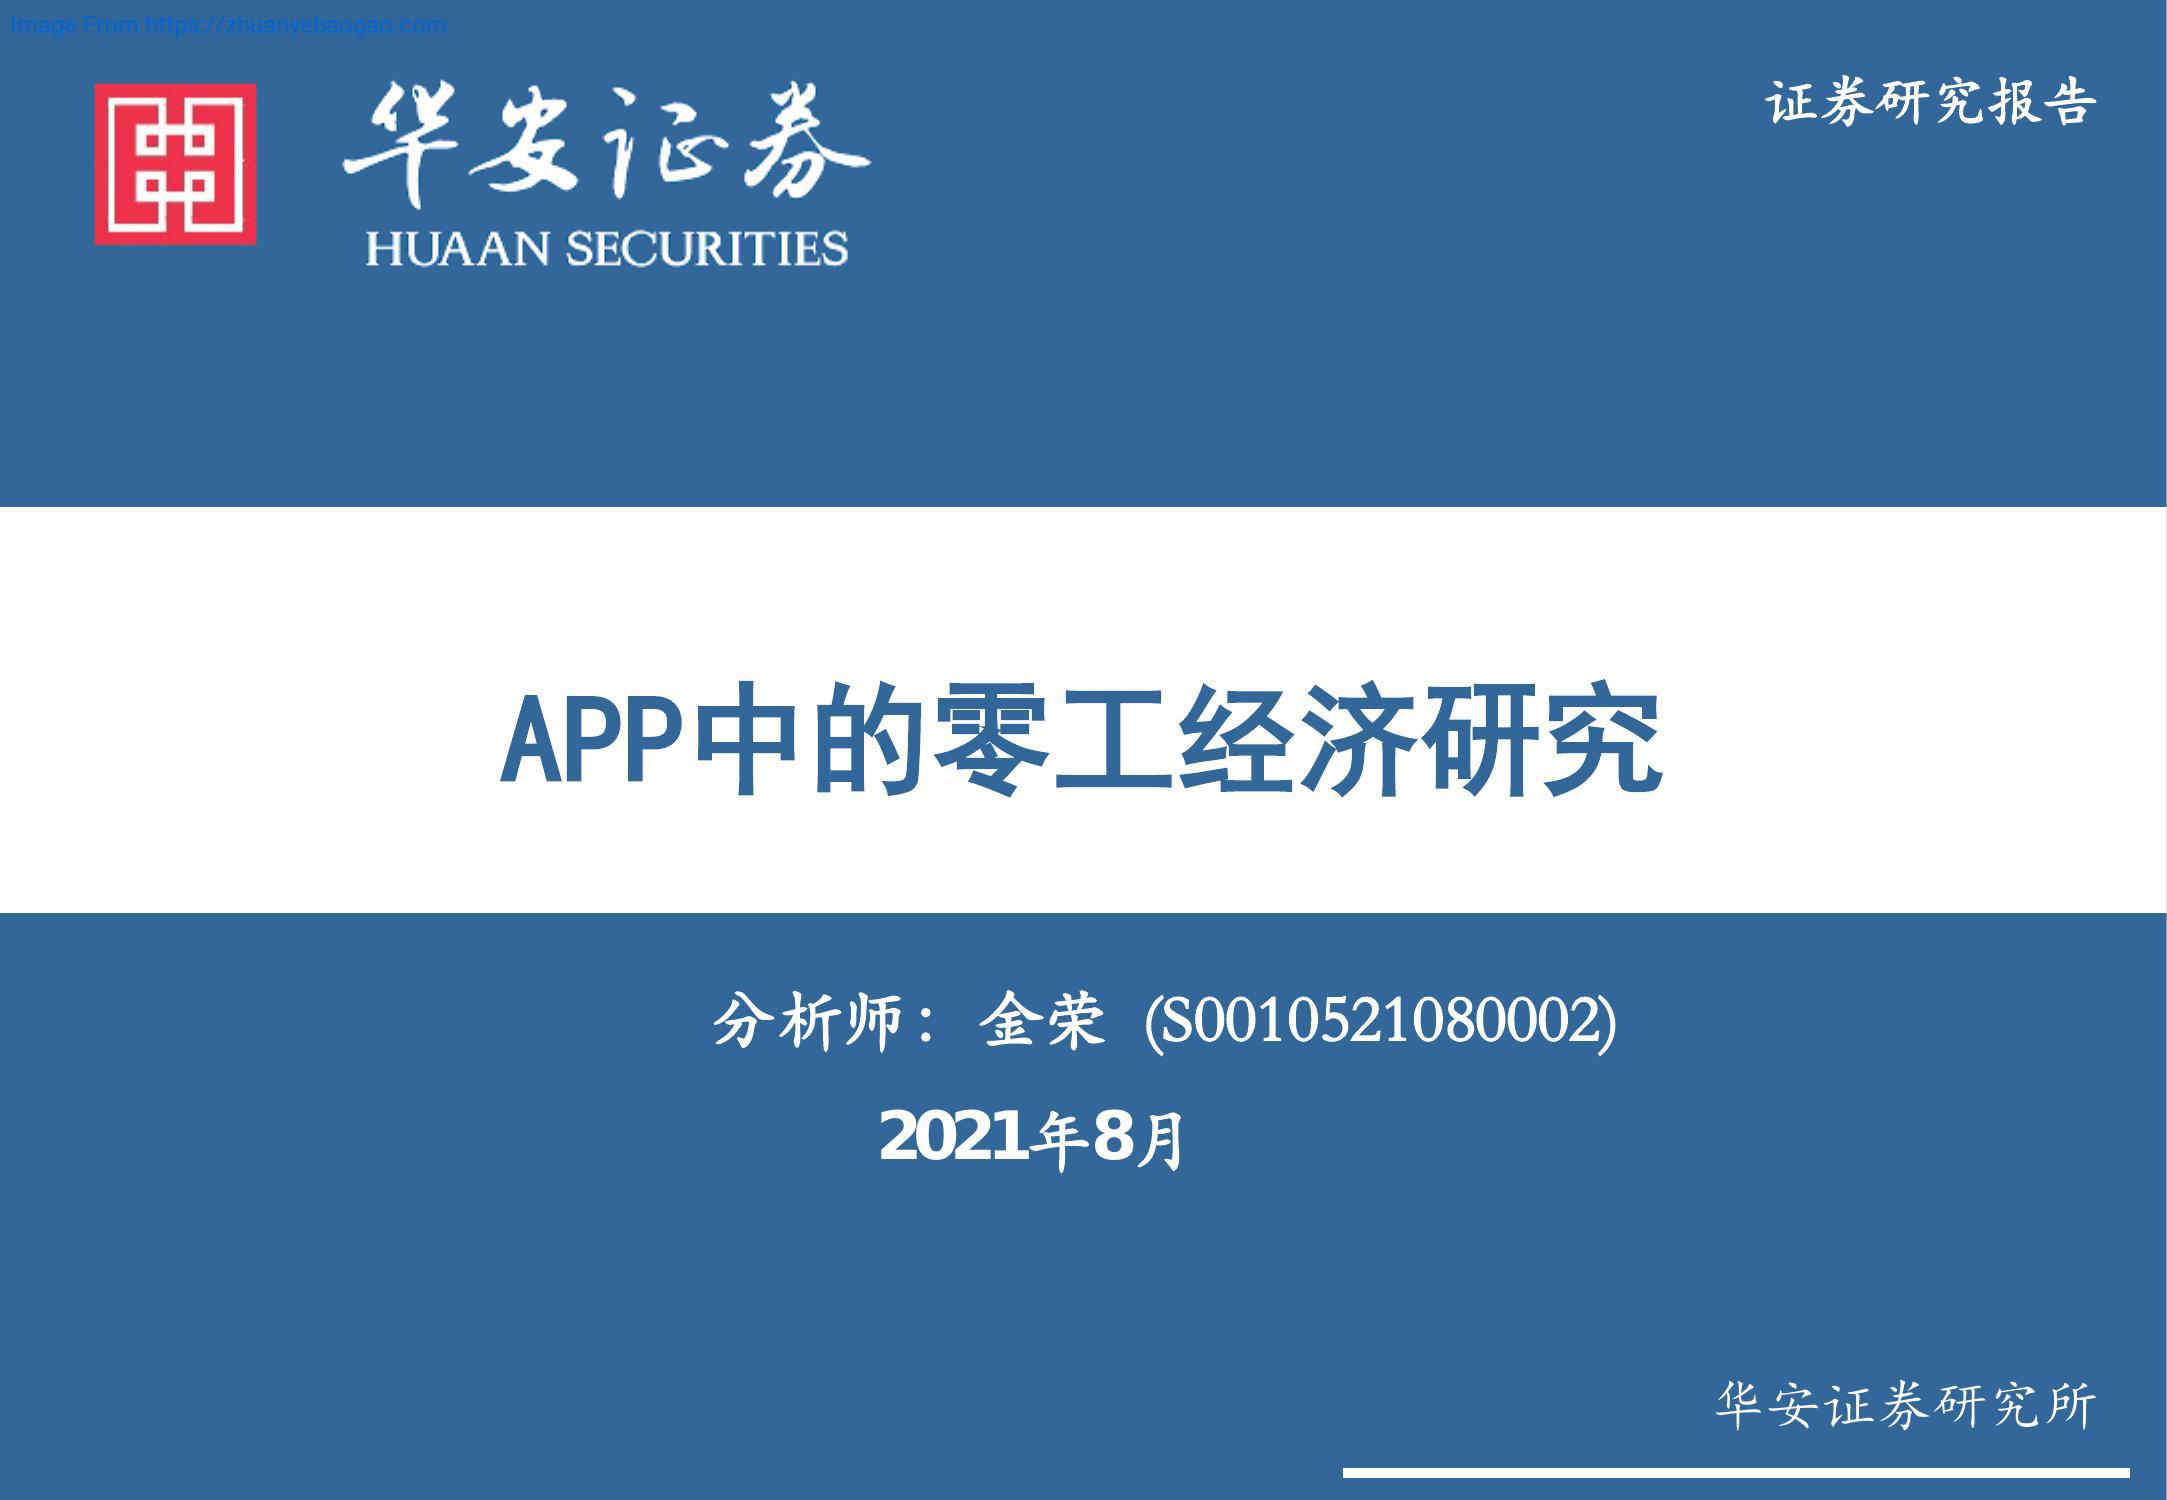 Image From https://zhuanyebaogao.com
华安证券
HUAAN SECURITIES
证券研究报告
APP中的零工经济研究
分析师：金荣 (S0010521080002)
2021年8月
华安证券研究所